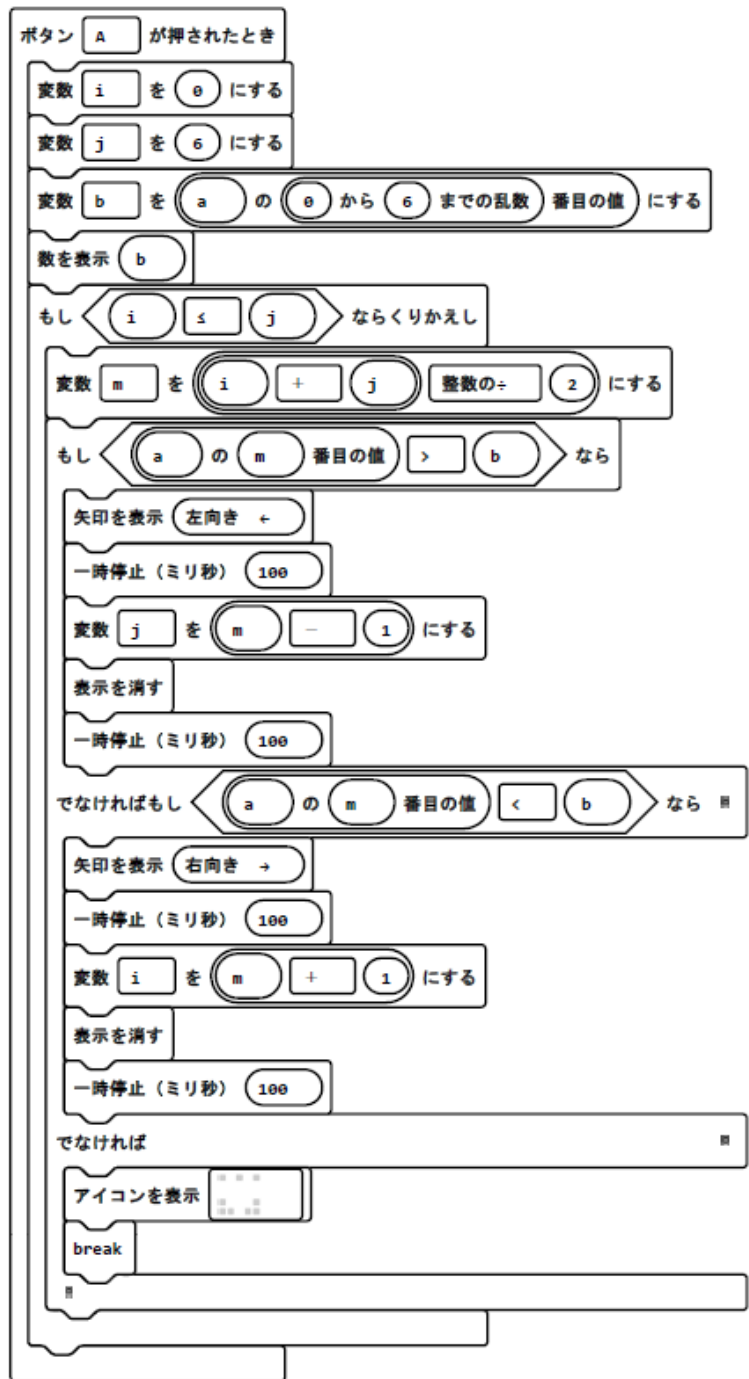 ボタン A が押されたとき
変数 i を 0 にする
変数 j を 6 にする
変数 b を a の 0 から 6 までの乱数 番目の値 にする
数を表示 b
もし i ≤ j ならくりかえし
変数 m を i + j 整数の÷ 2 にする
もし a の m 番目の値 > b なら
矢印を表示 左向き ←
一時停止（ミリ秒） 100
変数 j を m − 1 にする
表示を消す
一時停止（ミリ秒） 100
でなければもし a の m 番目の値 < b なら
矢印を表示 右向き →
一時停止（ミリ秒） 100
変数 i を m + 1 にする
表示を消す
一時停止（ミリ秒） 100
でなければ
アイコンを表示
break